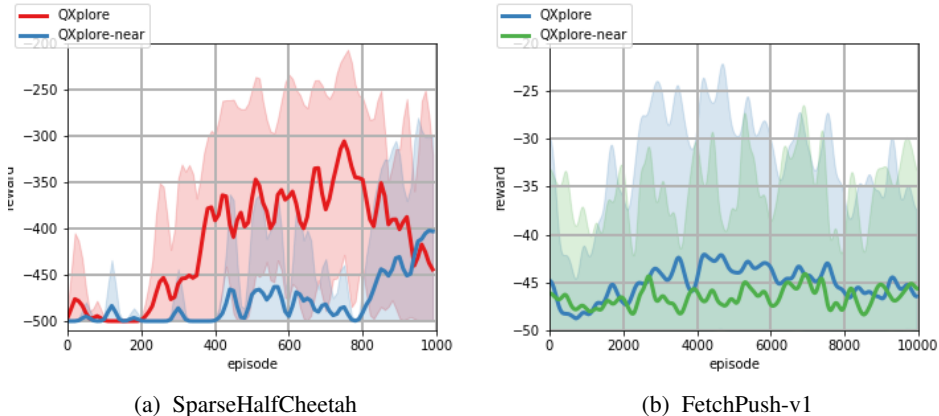 QXplore
QXplore-near
-200
-250
-300
-350
-400
-450
-500
reward
0 200 400 600 800 1000
episode
(a) SparseHalfCheetah
QXplore
QXplore-near
-20
-25
-30
-35
-40
-45
-50
reward
0 2000 4000 6000 8000 10000
episode
(b) FetchPush-v1